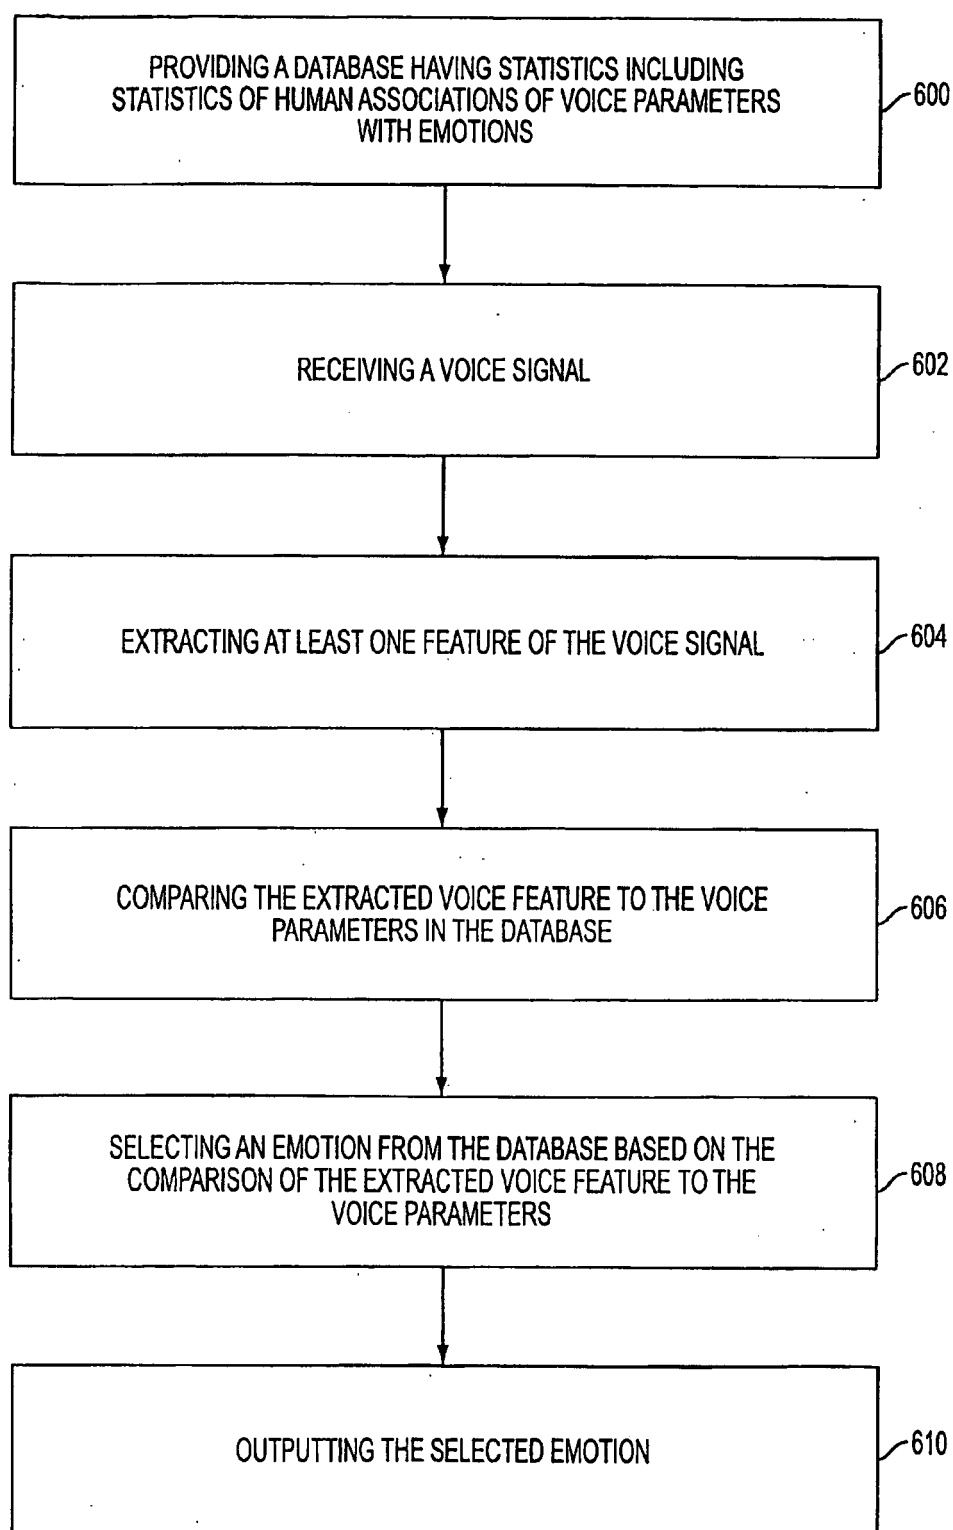 PROVIDING A DATABASE HAVING STATISTICS INCLUDING
STATISTICS OF HUMAN ASSOCIATIONS OF VOICE PARAMETERS
WITH EMOTIONS
600
RECEIVING A VOICE SIGNAL
602
EXTRACTING AT LEAST ONE FEATURE OF THE VOICE SIGNAL
604
COMPARING THE EXTRACTED VOICE FEATURE TO THE VOICE
PARAMETERS IN THE DATABASE
606
SELECTING AN EMOTION FROM THE DATABASE BASED ON THE
COMPARISON OF THE EXTRACTED VOICE FEATURE TO THE
VOICE PARAMETERS
608
OUTPUTTING THE SELECTED EMOTION
610